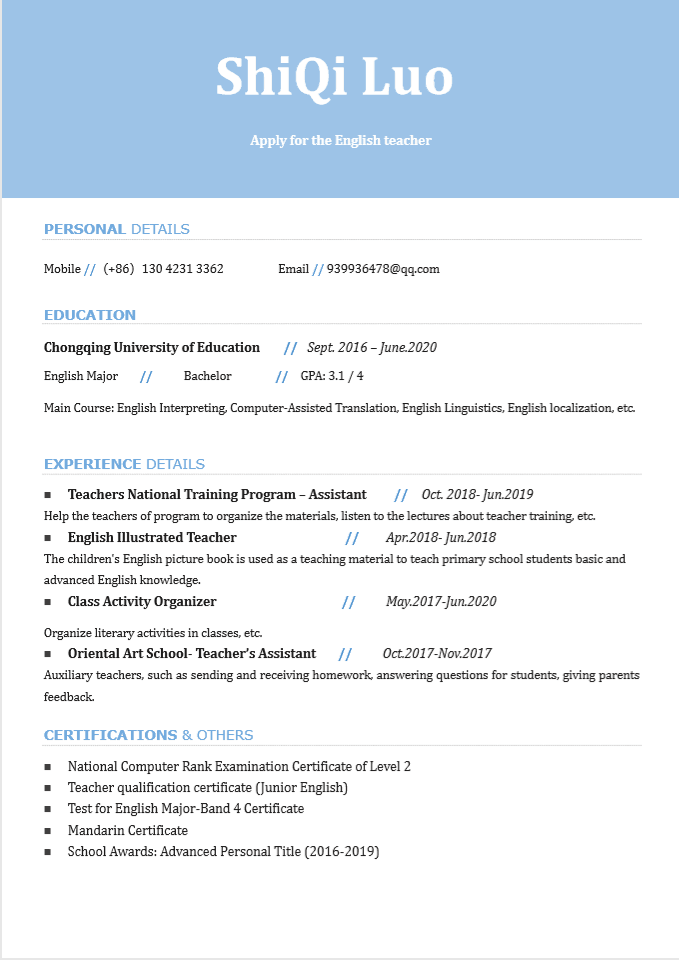 ShiQi Luo
Apply for the English teacher
PERSONAL DETAILS
Mobile // (+86) 130 4231 3362 Email // 939936478@qq.com
EDUCATION
Chongqing University of Education // Sept. 2016 – June.2020
English Major // Bachelor // GPA: 3.1 / 4
Main Course: English Interpreting, Computer-Assisted Translation, English Linguistics, English localization, etc.
EXPERIENCE DETAILS
■ Teachers National Training Program – Assistant // Oct. 2018- Jun.2019
Help the teachers of program to organize the materials, listen to the lectures about teacher training, etc.
■ English Illustrated Teacher // Apr.2018- Jun.2018
The children's English picture book is used as a teaching material to teach primary school students basic and
advanced English knowledge.
■ Class Activity Organizer // May.2017-Jun.2020
Organize literary activities in classes, etc.
■ Oriental Art School- Teacher's Assistant // Oct.2017-Nov.2017
Auxiliary teachers, such as sending and receiving homework, answering questions for students, giving parents
feedback.
CERTIFICATIONS & OTHERS
■ National Computer Rank Examination Certificate of Level 2
■ Teacher qualification certificate (Junior English)
■ Test for English Major-Band 4 Certificate
■ Mandarin Certificate
■ School Awards: Advanced Personal Title (2016-2019)